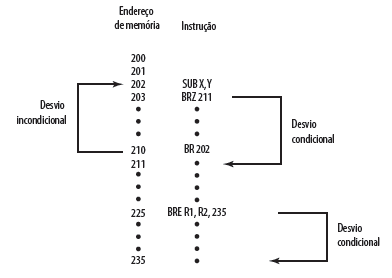 Endereço
de memória
Instrução
200
201
202 SUB X,Y
203 BRZ 211
Desvio
incondicional
Desvio
condicional
210 BR 202
211
225 BRE R1, R2, 235
Desvio
condicional
235